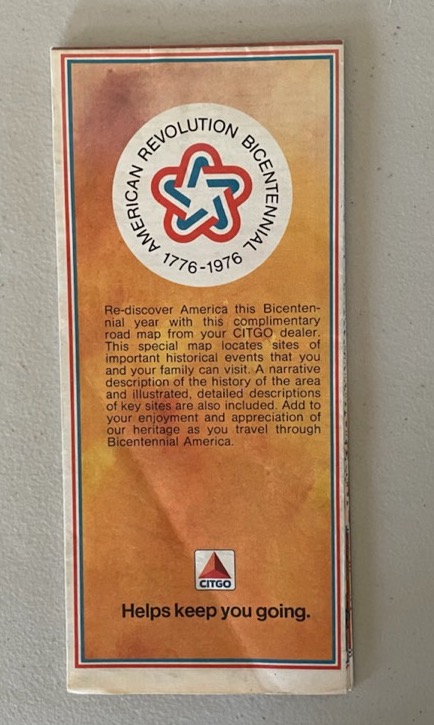 AMERICAN REVOLUTION BICENTENNIAL
1776-1976
Re-discover America this Bicenten-
nial year with this complimentary
road map from your CITGO dealer.
This special map locates sites of
important historical events that you
and your family can visit. A narrative
description of the history of the area
and illustrated, detailed descriptions
of key sites are also included. Add to
your enjoyment and appreciation of
our heritage as you travel through
Bicentennial America.
CITGO
Helps keep you going.